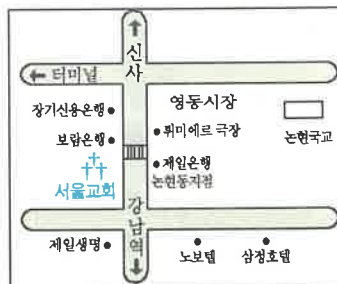 신사
← 터미널
장기신용은행
영동시장
보람은행
뤼미에르 극장
논현국교
제일은행
논현동지점
서울교회
강남역
제일생명
노보텔
삼정호텔